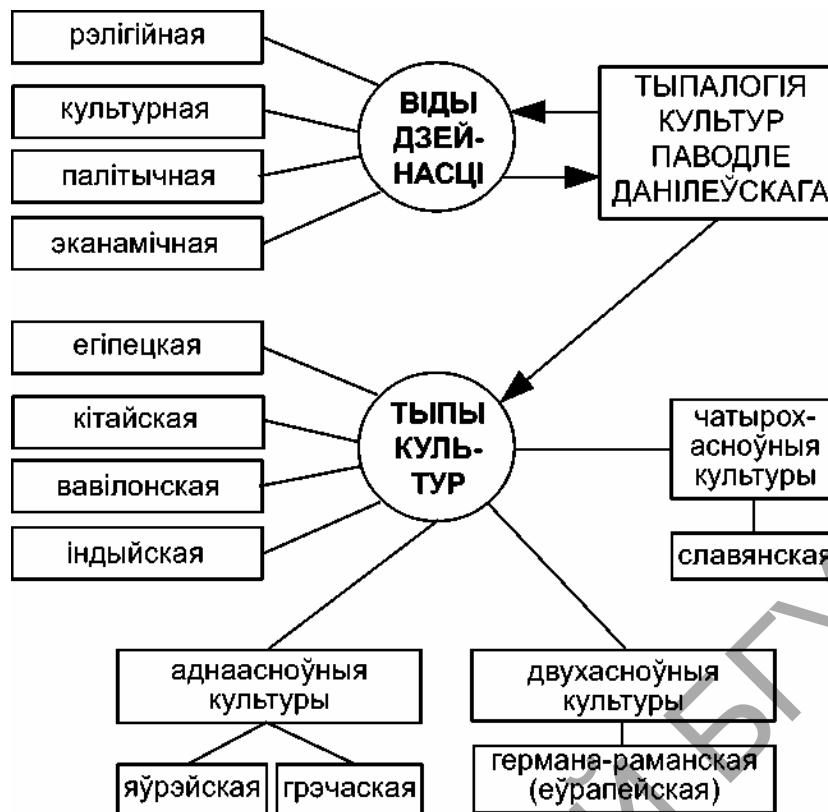 рэлігійная
культурная
палітычная
эканамічная
ВІДЫ
ДЗЕЙ-
НАСЦІ
ТЫПАЛОГІЯ
КУЛЬТУР
ПАВОДЛЕ
ДАНІЛЕЎСКАГА
егіпецкая
кітайская
вавілонская
індыйская
ТЫПЫ
КУЛЬ-
ТУР
чатырох-
асноўныя
культуры
славянская
аднаасноўныя
культуры
яўрэйская
грэчаская
двухасноўныя
культуры
германа-раманская
(еўрапейская)